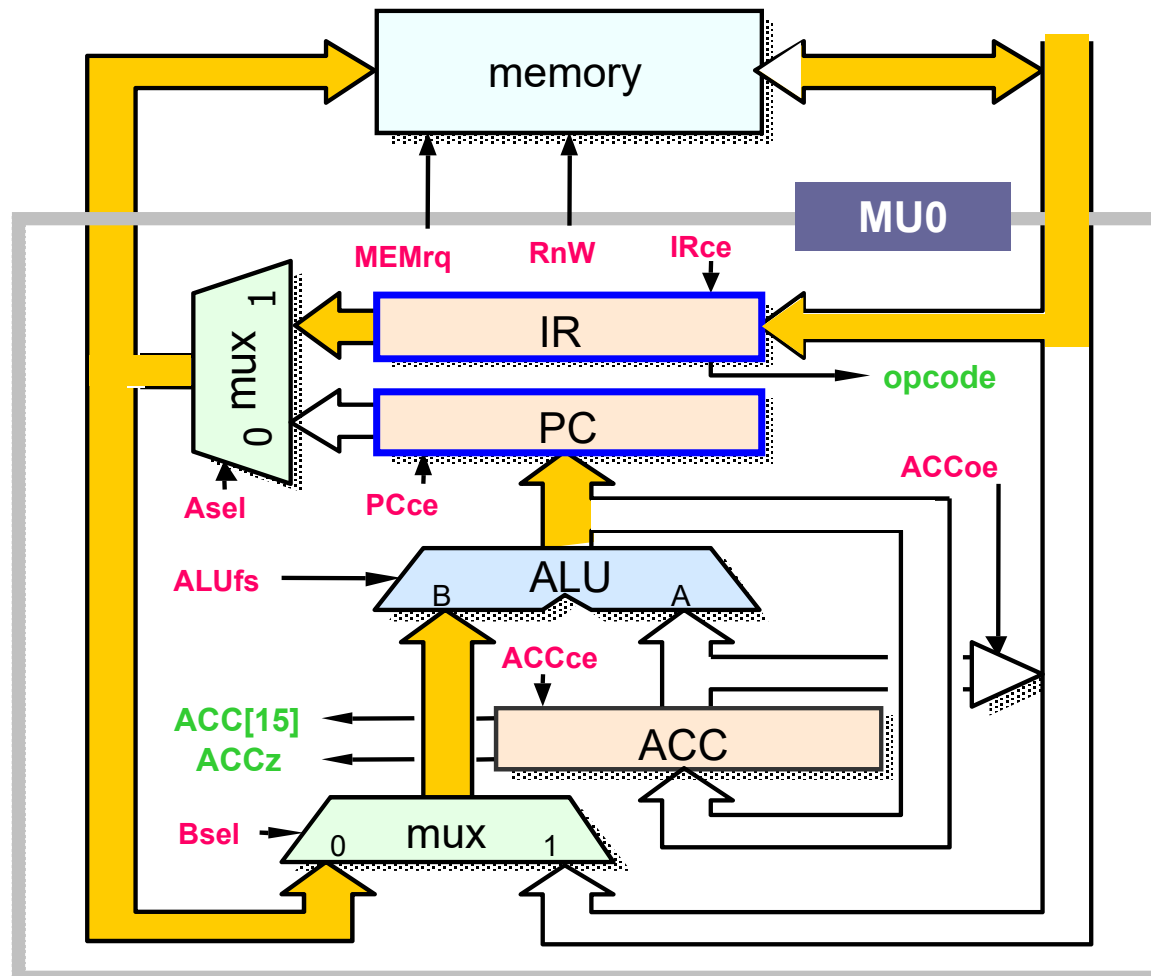 memory
MU0
MEMrq
RnW
IRce
1
mux
0
IR
opcode
PC
Asel
PCce
ACCoe
ALUfs
B
ALU
A
ACCce
ACC[15]
ACCz
ACC
Bsel
0
mux
1